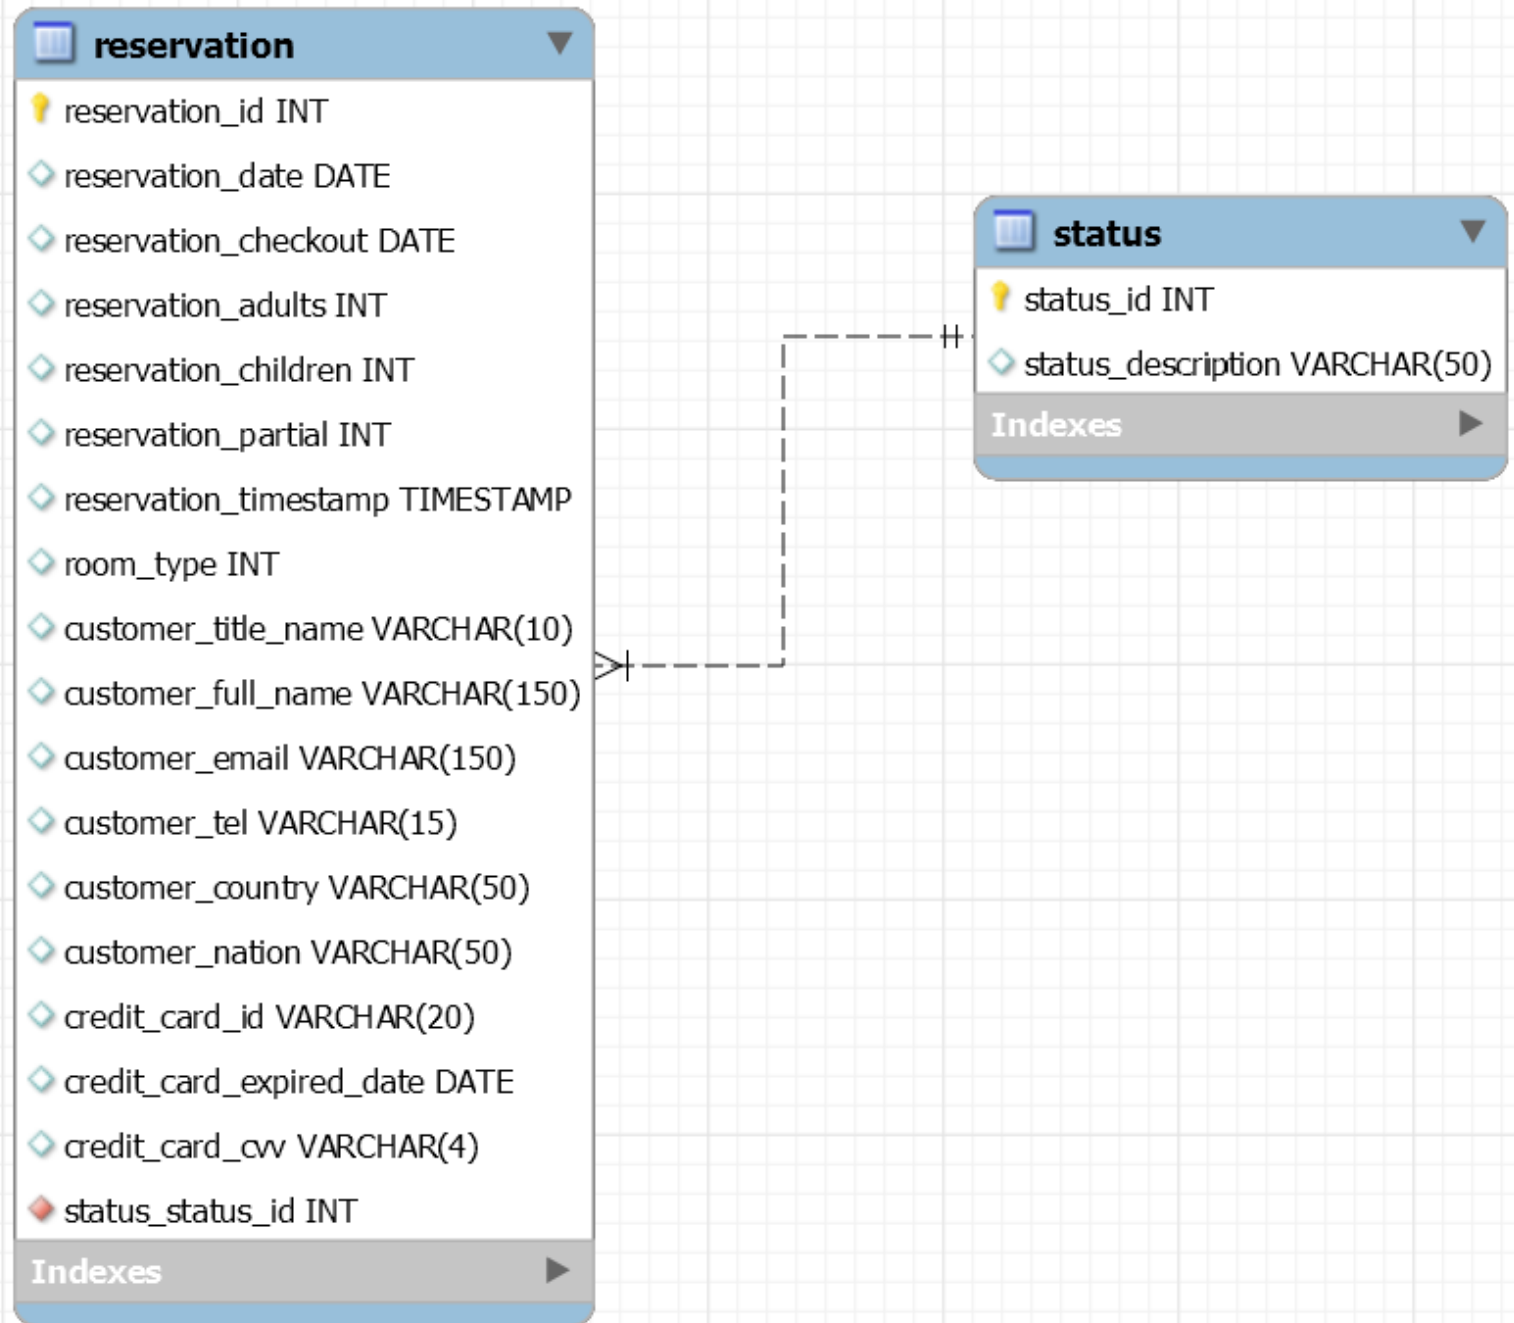 reservation
reservation_id INT
reservation_date DATE
reservation_checkout DATE
reservation_adults INT
reservation_children INT
reservation_partial INT
reservation_timestamp TIMESTAMP
room_type INT
customer_title_name VARCHAR(10)
customer_full_name VARCHAR(150)
customer_email VARCHAR(150)
customer_tel VARCHAR(15)
customer_country VARCHAR(50)
customer_nation VARCHAR(50)
credit_card_id VARCHAR(20)
credit_card_expired_date DATE
credit_card_cvv VARCHAR(4)
status_status_id INT
Indexes
status
status_id INT
status_description VARCHAR(50)
Indexes